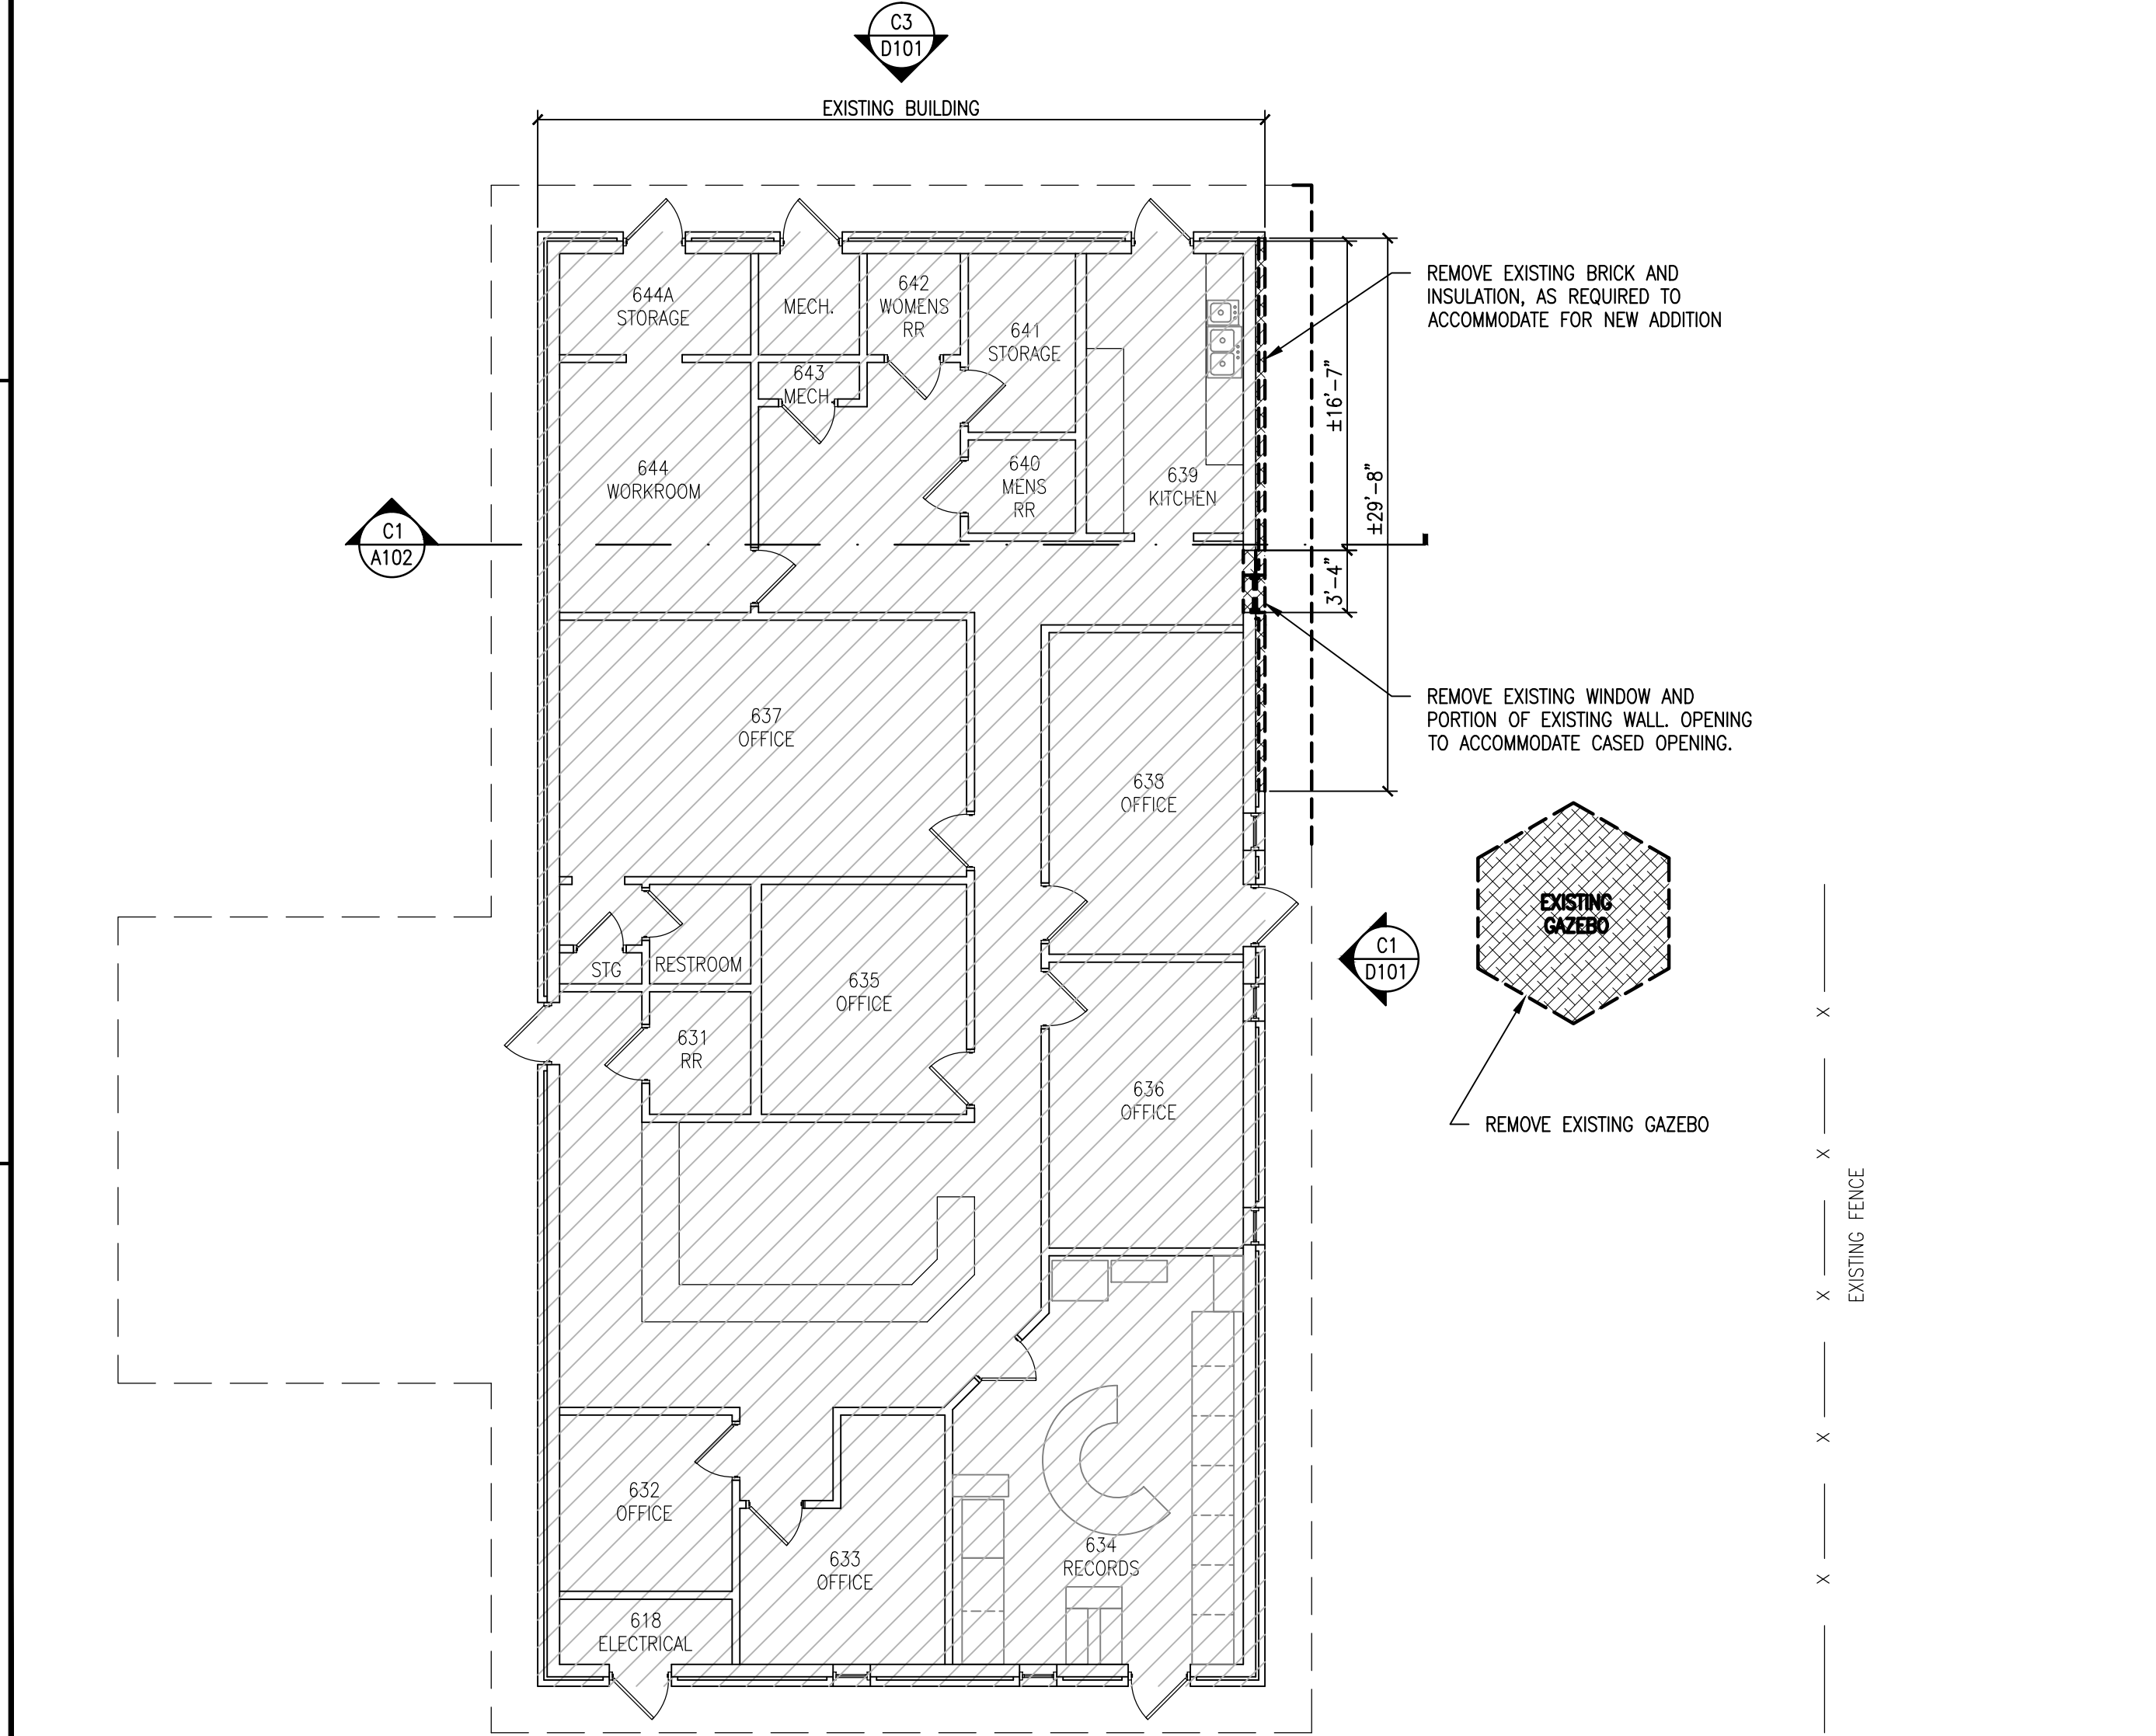 C3
D101
EXISTING BUILDING
REMOVE EXISTING BRICK AND
INSULATION, AS REQUIRED TO
ACCOMMODATE FOR NEW ADDITION
644A
STORAGE
MECH.
642
WOMENS
RR
641
STORAGE
643
MECH.
±16'-7"
644
WORKROOM
640
MENS
RR
639
KITCHEN
±29'-8"
C1
A102
3'-4"
REMOVE EXISTING WINDOW AND
PORTION OF EXISTING WALL. OPENING
TO ACCOMMODATE CASED OPENING.
637
OFFICE
638
OFFICE
EXISTING
GAZEBO
C1
D101
STG
RESTROOM
635
OFFICE
631
RR
636
OFFICE
REMOVE EXISTING GAZEBO
X
X
X
X
X
EXISTING FENCE
632
OFFICE
633
OFFICE
634
RECORDS
618
ELECTRICAL